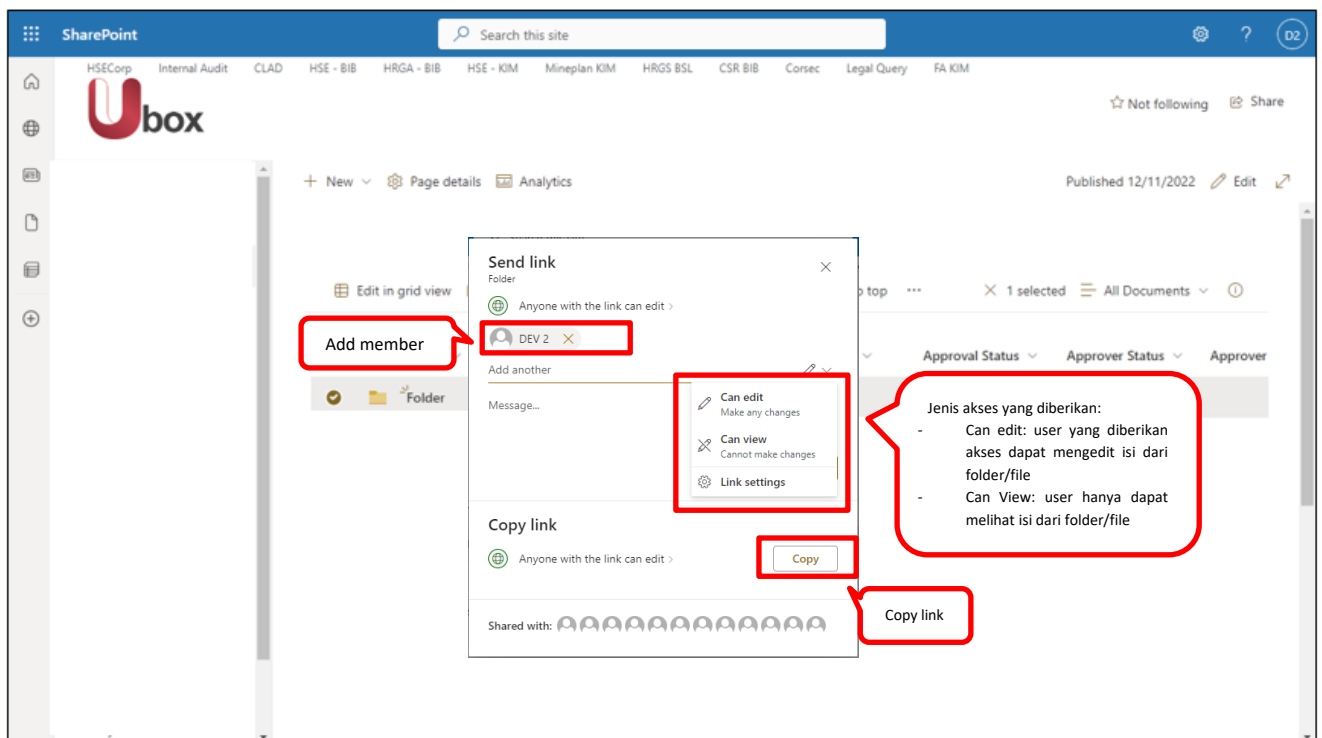 SharePoint
Search this site
?
D2
HSECorp Internal Audit CLAD HSE - BIB HRGA - BIB HSE - KIM Mineplan KIM HRGS BSL CSR BIB Corsec Legal Query FA KIM
Ubox
Not following Share
+ New Page details Analytics
Published 12/11/2022 Edit
Edit in grid view
top ··· × 1 selected All Documents
Approval Status Approver Status Approver
Folder
Send link
Folder
Anyone with the link can edit >
DEV 2 ×
Add another
Message...
Can edit
Make any changes
Can view
Cannot make changes
Link settings
Copy link
Anyone with the link can edit >
Copy
Shared with:
Add member
Jenis akses yang diberikan:
- Can edit: user yang diberikan
akses dapat mengedit isi dari
folder/file
- Can View: user hanya dapat
melihat isi dari folder/file
Copy link